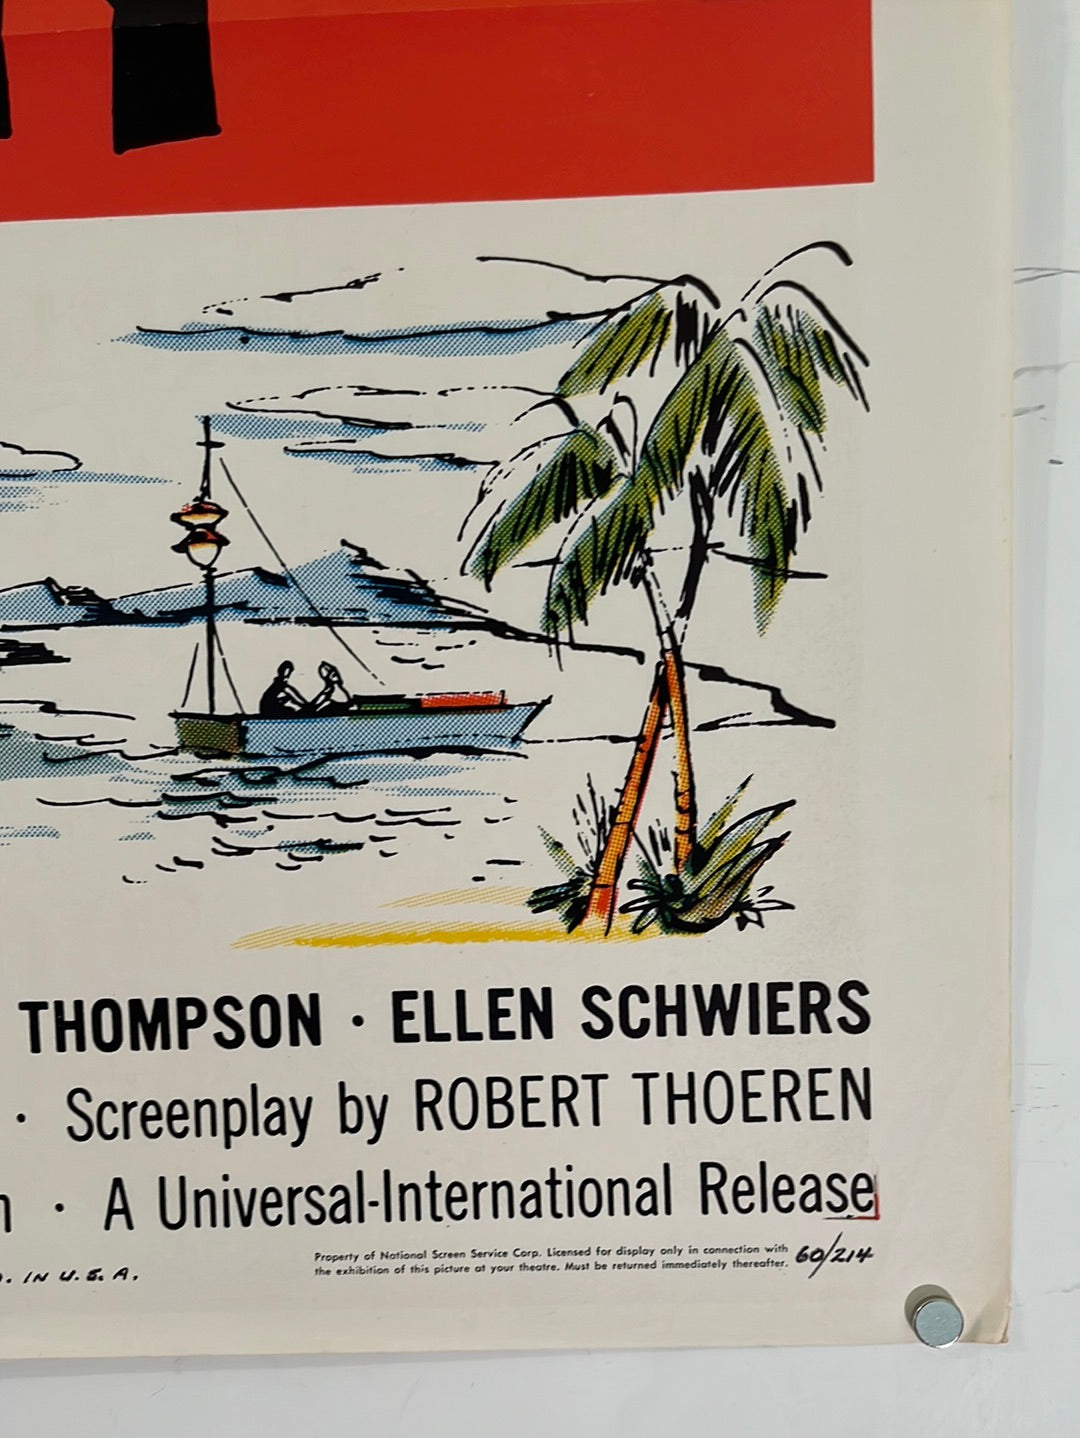 THOMPSON · ELLEN SCHWIERS
· Screenplay by ROBERT THOEREN
· A Universal-International Release
Property of National Screen Service Corp. Licensed for display only in connection with
the exhibition of this picture at your theatre. Must be returned immediately thereafter.
60/214
. IN U.S.A.